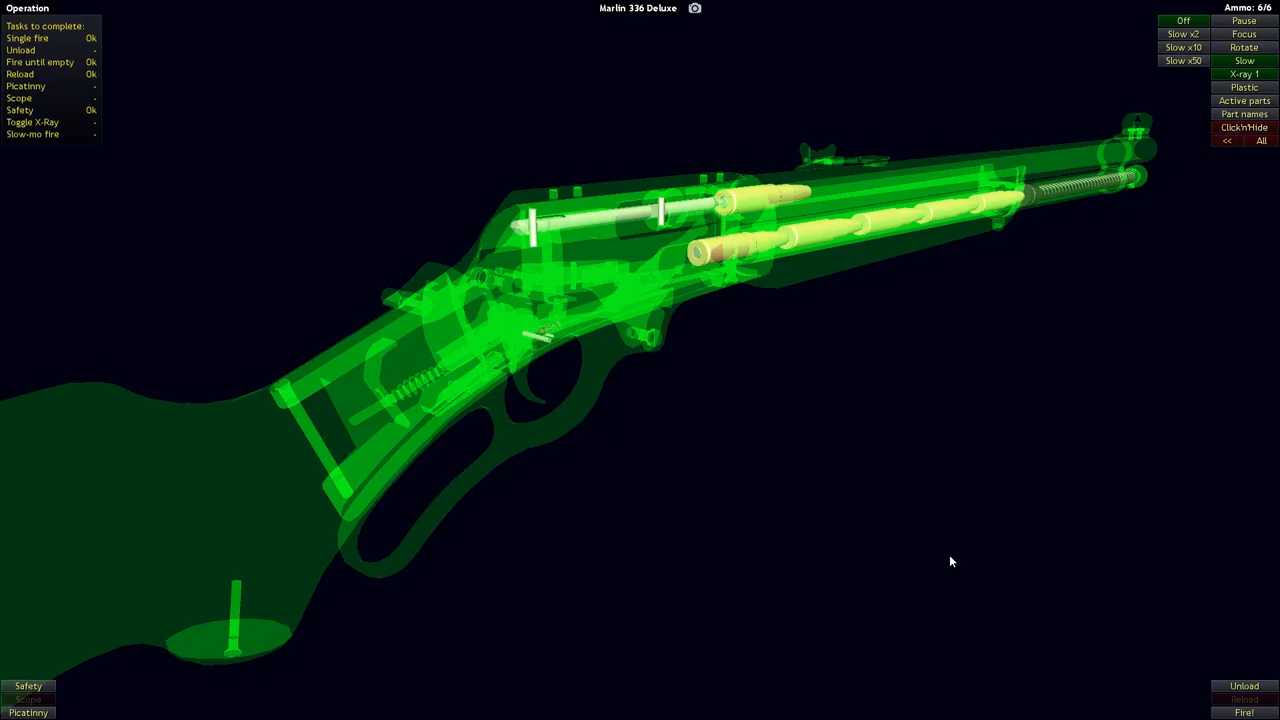 Operation
Marlin 336 Deluxe
Ammo: 6/6
Tasks to complete:
Single fire Ok
Unload -
Fire until empty Ok
Reload Ok
Picatinny -
Scope -
Safety Ok
Toggle X-Ray -
Slow-mo fire -
Off Pause
Slow x2 Focus
Slow x10 Rotate
Slow x50 Slow
X-ray 1
Plastic
Active parts
Part names
Click'n'Hide
<< All
Safety
Scope
Picatinny
Unload
Reload
Fire!